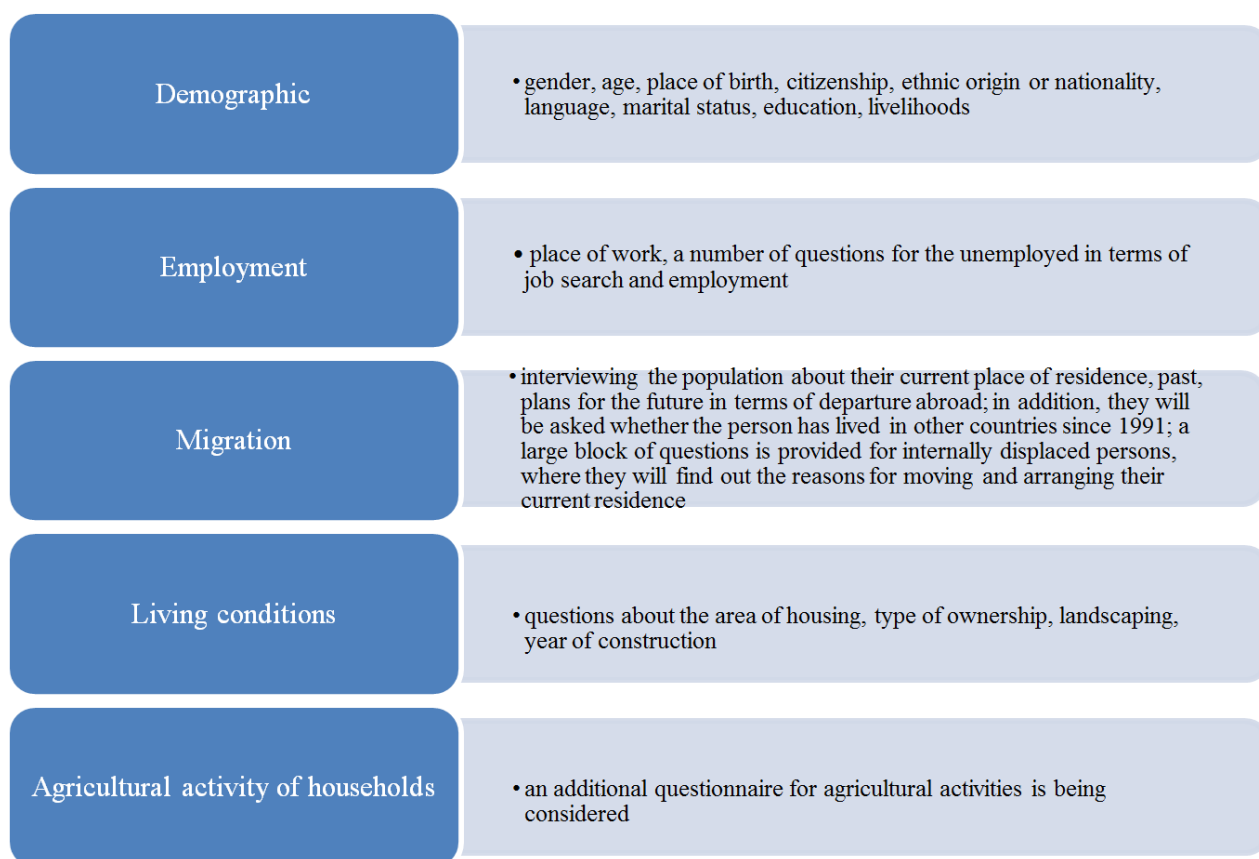 Demographic
• gender, age, place of birth, citizenship, ethnic origin or nationality,
language, marital status, education, livelihoods
Employment
• place of work, a number of questions for the unemployed in terms of
job search and employment
Migration
• interviewing the population about their current place of residence, past,
plans for the future in terms of departure abroad; in addition, they will
be asked whether the person has lived in other countries since 1991; a
large block of questions is provided for internally displaced persons,
where they will find out the reasons for moving and arranging their
current residence
Living conditions
• questions about the area of housing, type of ownership, landscaping,
year of construction
Agricultural activity of households
• an additional questionnaire for agricultural activities is being
considered